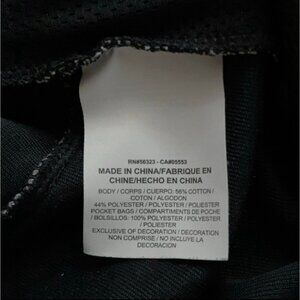 RN#56323 - CA#05553
MADE IN CHINA/FABRIQUE EN
CHINE/HECHO EN CHINA
BODY / CORPS / CUERPO: 56% COTTON /
COTON / ALGODON
44% POLYESTER / POLYESTER / POLIESTER
POCKET BAGS / COMPARTIMENTS DE POCHE
/ BOLSILLOS: 100% POLYESTER / POLYESTER /
POLIESTER
EXCLUSIVE OF DECORATION / DECORATION
NON COMPRISE / NO INCLUYE LA
DECORACION